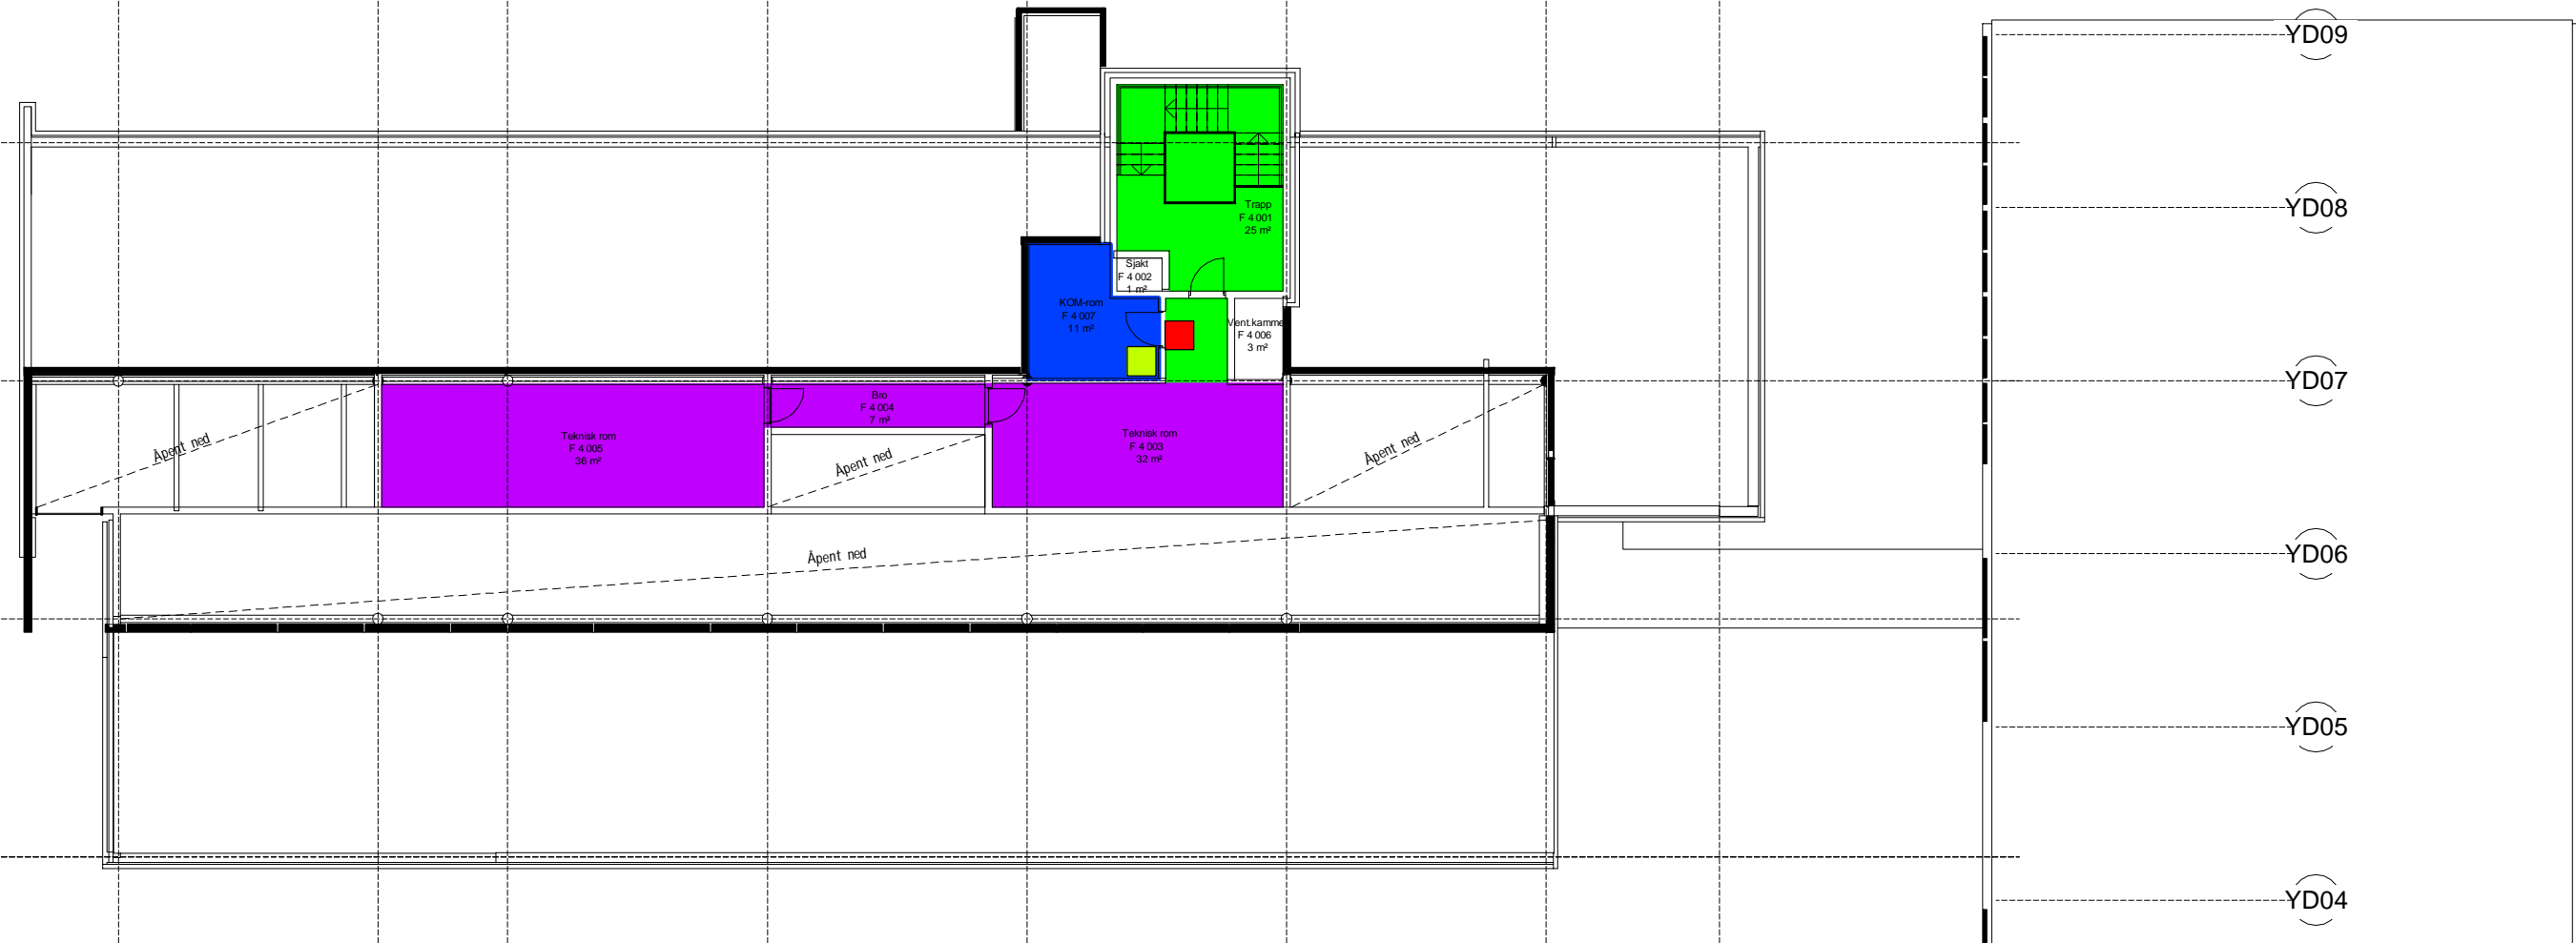 YD09
YD08
Trapp
F 4 001
25 m²
Sjakt
F 4 002
1 m²
KOM-rom
F 4 007
11 m²
Vent.kamme
F 4 006
3 m²
YD07
Bro
F 4 004
7 m²
Åpent ned
Teknisk rom
F 4 005
36 m²
Åpent ned
Teknisk rom
F 4 003
32 m²
Åpent ned
Åpent ned
YD06
YD05
YD04